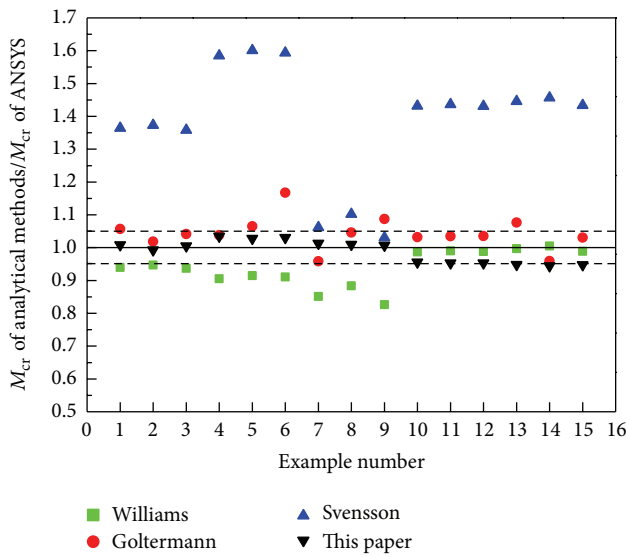 M_cr of analytical methods/M_cr of ANSYS
1.7
1.6
1.5
1.4
1.3
1.2
1.1
1.0
0.9
0.8
0.7
0.6
0.5
0 1 2 3 4 5 6 7 8 9 10 11 12 13 14 15 16
Example number
Williams
Goltermann
Svensson
This paper